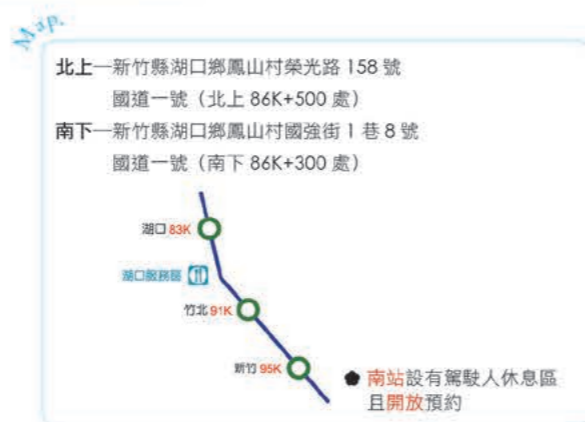 Map.
北上—新竹縣湖口鄉鳳山村榮光路 158 號
國道一號（北上 86K+500 處）
南下—新竹縣湖口鄉鳳山村國強街 1 巷 8 號
國道一號（南下 86K+300 處）
湖口 83K
湖口服務區
竹北 91K
新竹 95K
南站設有駕駛人休息區
且開放預約